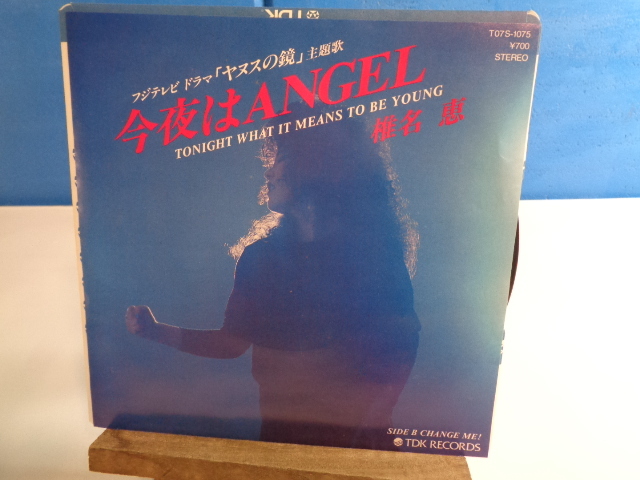 TDK
T07S-1075
¥700
STEREO
フジテレビ ドラマ「ヤヌスの鏡」主題歌
今夜はANGEL
TONIGHT WHAT IT MEANS TO BE YOUNG
椎名 恵
SIDE B CHANGE ME!
TDK RECORDS